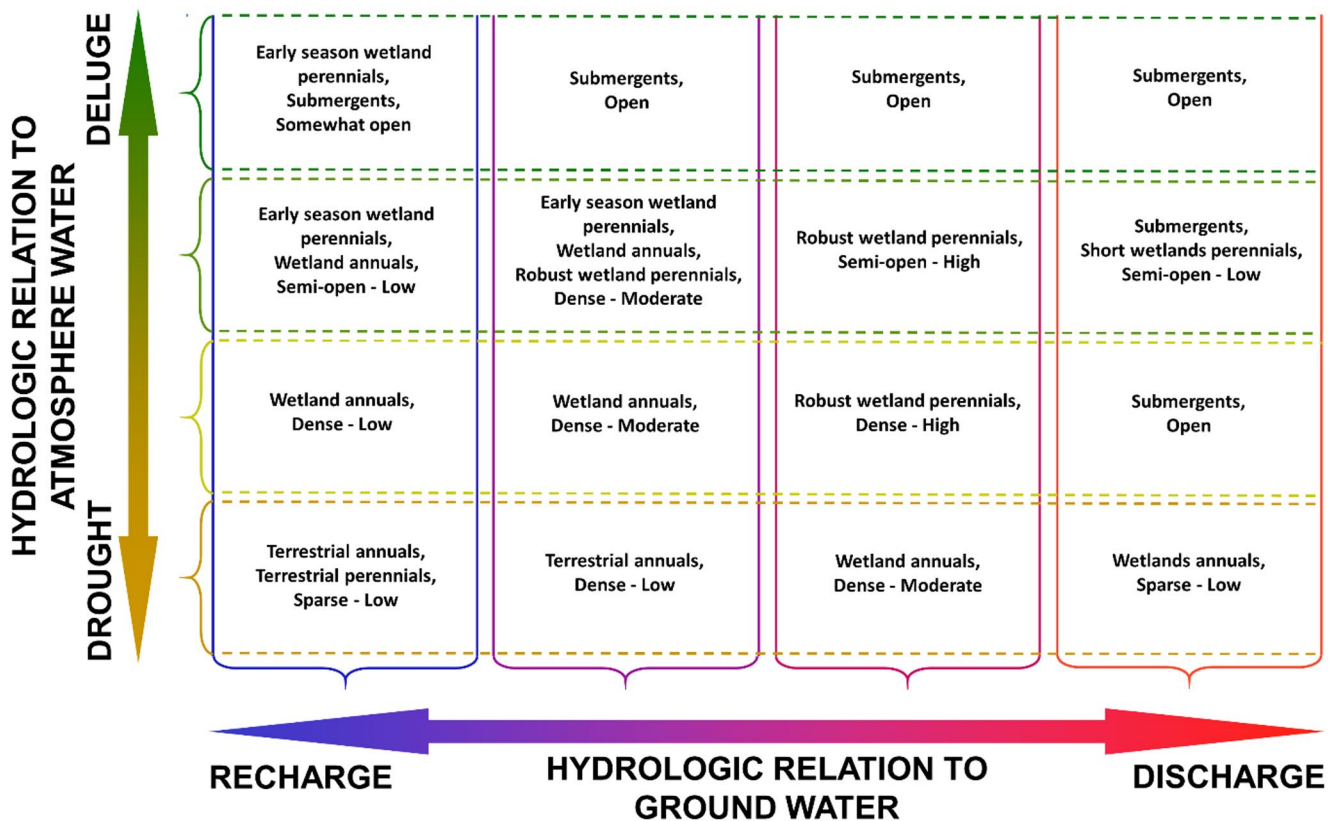 HYDROLOGIC RELATION TO
ATMOSPHERE WATER
DELUGE
DROUGHT
Early season wetland
perennials,
Submergents,
Somewhat open
Submergents,
Open
Submergents,
Open
Submergents,
Open
Early season wetland
perennials,
Wetland annuals,
Semi-open - Low
Early season wetland
perennials,
Wetland annuals,
Robust wetland perennials,
Dense - Moderate
Robust wetland perennials,
Semi-open - High
Submergents,
Short wetlands perennials,
Semi-open - Low
Wetland annuals,
Dense - Low
Wetland annuals,
Dense - Moderate
Robust wetland perennials,
Dense - High
Submergents,
Open
Terrestrial annuals,
Terrestrial perennials,
Sparse - Low
Terrestrial annuals,
Dense - Low
Wetland annuals,
Dense - Moderate
Wetlands annuals,
Sparse - Low
RECHARGE
HYDROLOGIC RELATION TO
GROUND WATER
DISCHARGE